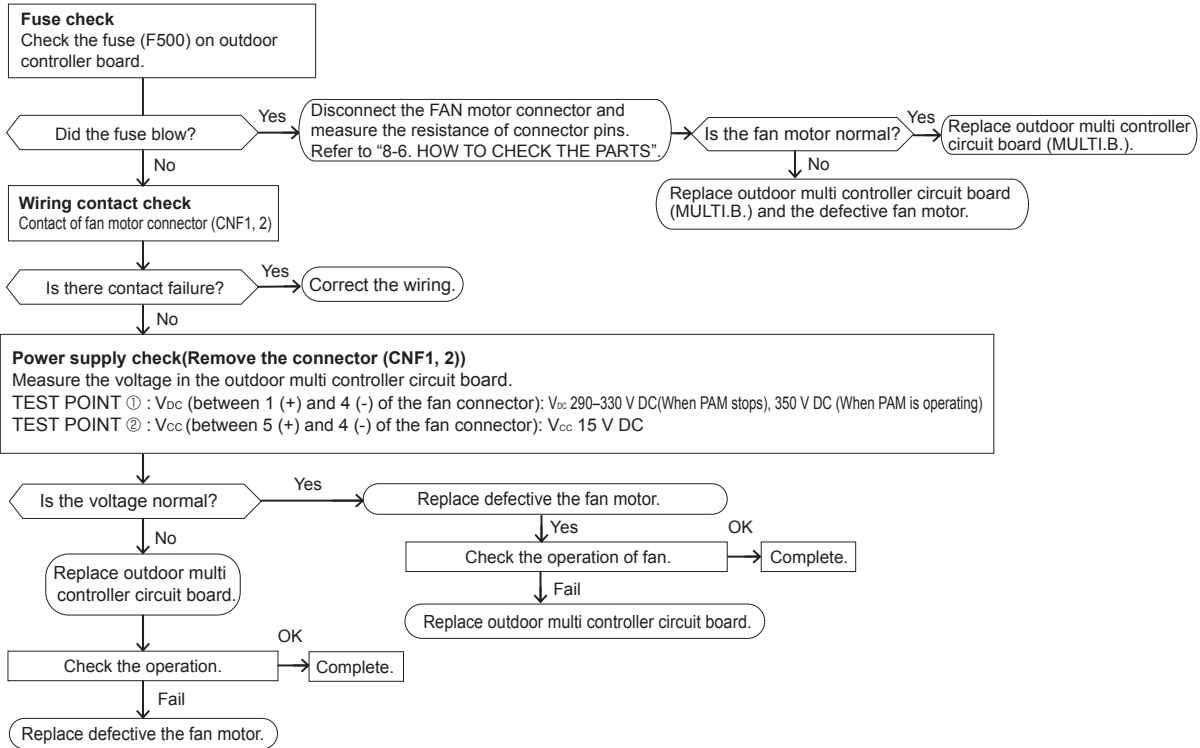 Fuse check
Check the fuse (F500) on outdoor
controller board.
Did the fuse blow?
Yes
Disconnect the FAN motor connector and
measure the resistance of connector pins.
Refer to “8-6. HOW TO CHECK THE PARTS”.
Is the fan motor normal?
Yes
Replace outdoor multi controller
circuit board (MULTI.B.).
No
Replace outdoor multi controller circuit board
(MULTI.B.) and the defective fan motor.
No
Wiring contact check
Contact of fan motor connector (CNF1, 2)
Is there contact failure?
Yes
Correct the wiring.
No
Power supply check(Remove the connector (CNF1, 2))
Measure the voltage in the outdoor multi controller circuit board.
TEST POINT ① : VDC (between 1 (+) and 4 (-) of the fan connector): VDC 290–330 V DC(When PAM stops), 350 V DC (When PAM is operating)
TEST POINT ② : VCC (between 5 (+) and 4 (-) of the fan connector): VCC 15 V DC
Is the voltage normal?
Yes
Replace defective the fan motor.
Yes
Check the operation of fan.
OK
Complete.
Fail
Replace outdoor multi controller circuit board.
No
Replace outdoor multi
controller circuit board.
Check the operation.
OK
Complete.
Fail
Replace defective the fan motor.